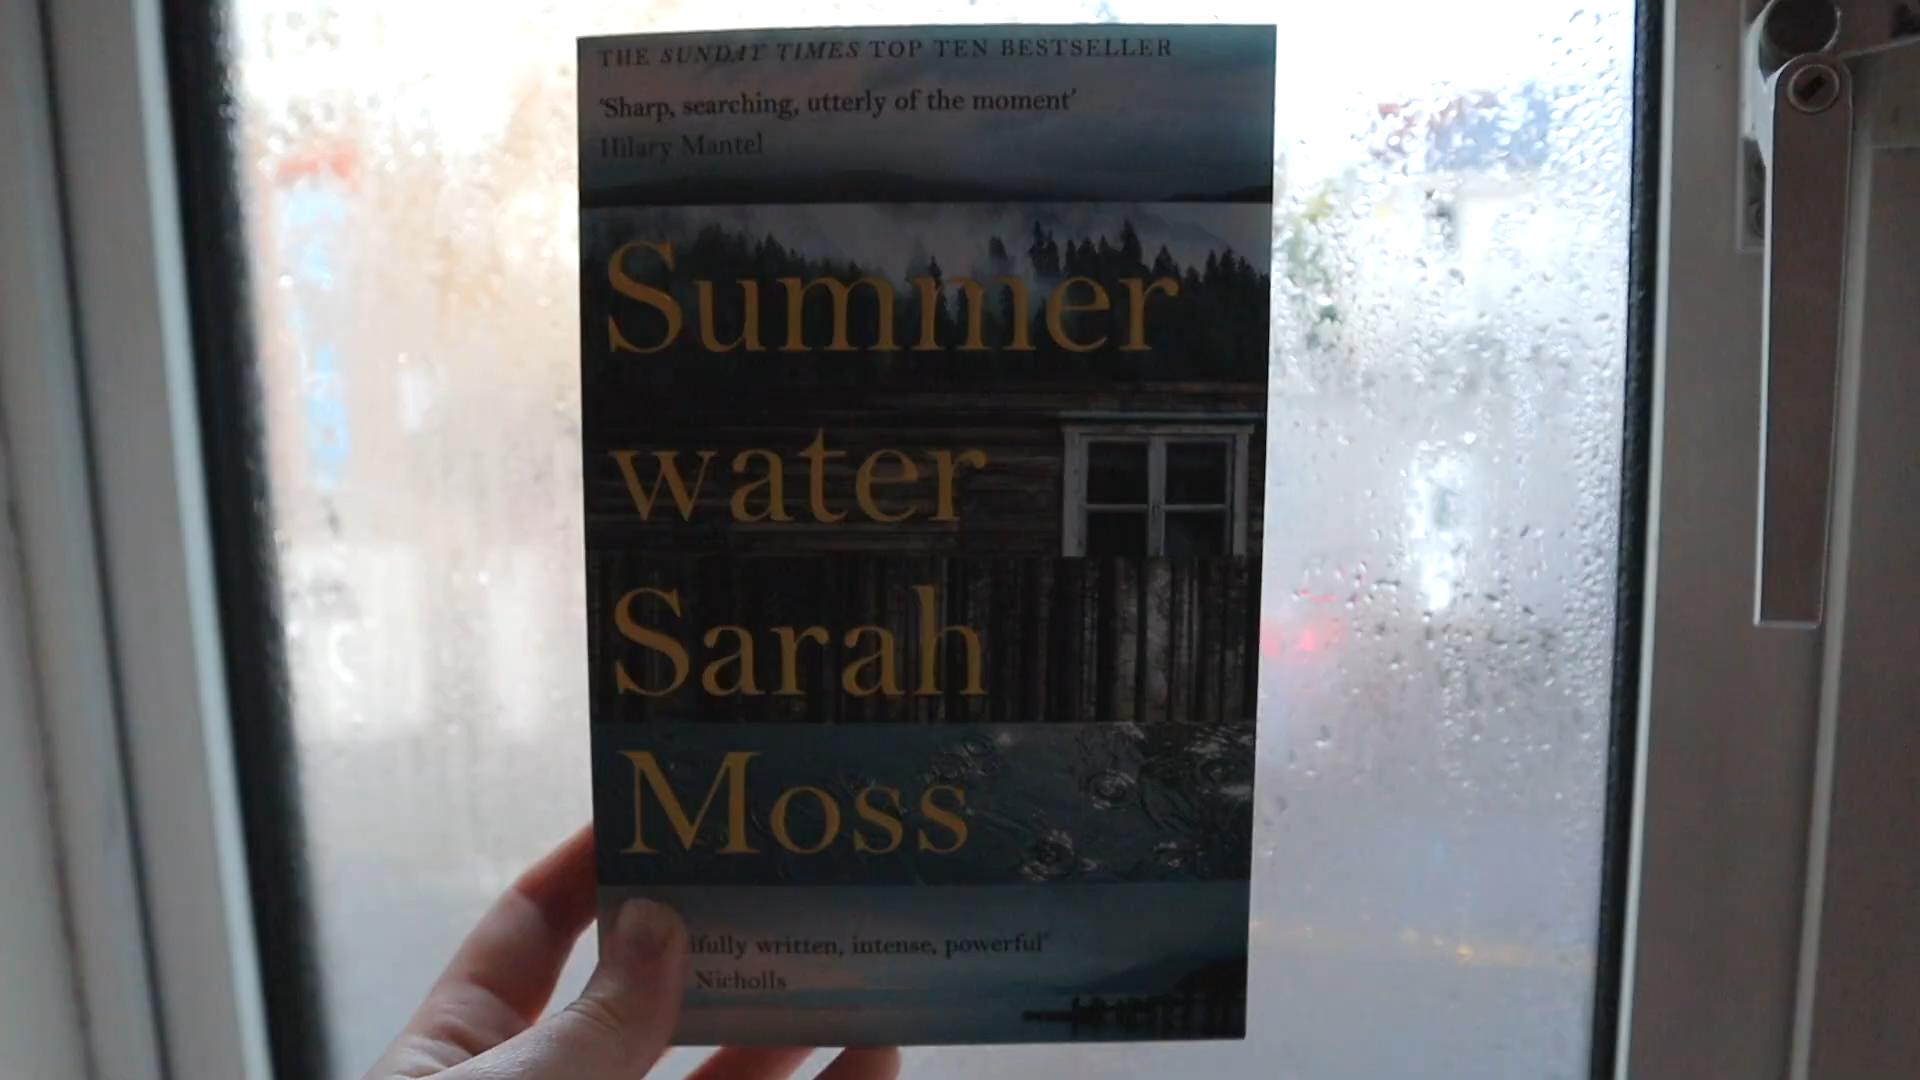 THE SUNDAY TIMES TOP TEN BESTSELLER
‘Sharp, searching, utterly of the moment’
Hilary Mantel
Summer
water
Sarah
Moss
ifully written, intense, powerful’
Nicholls